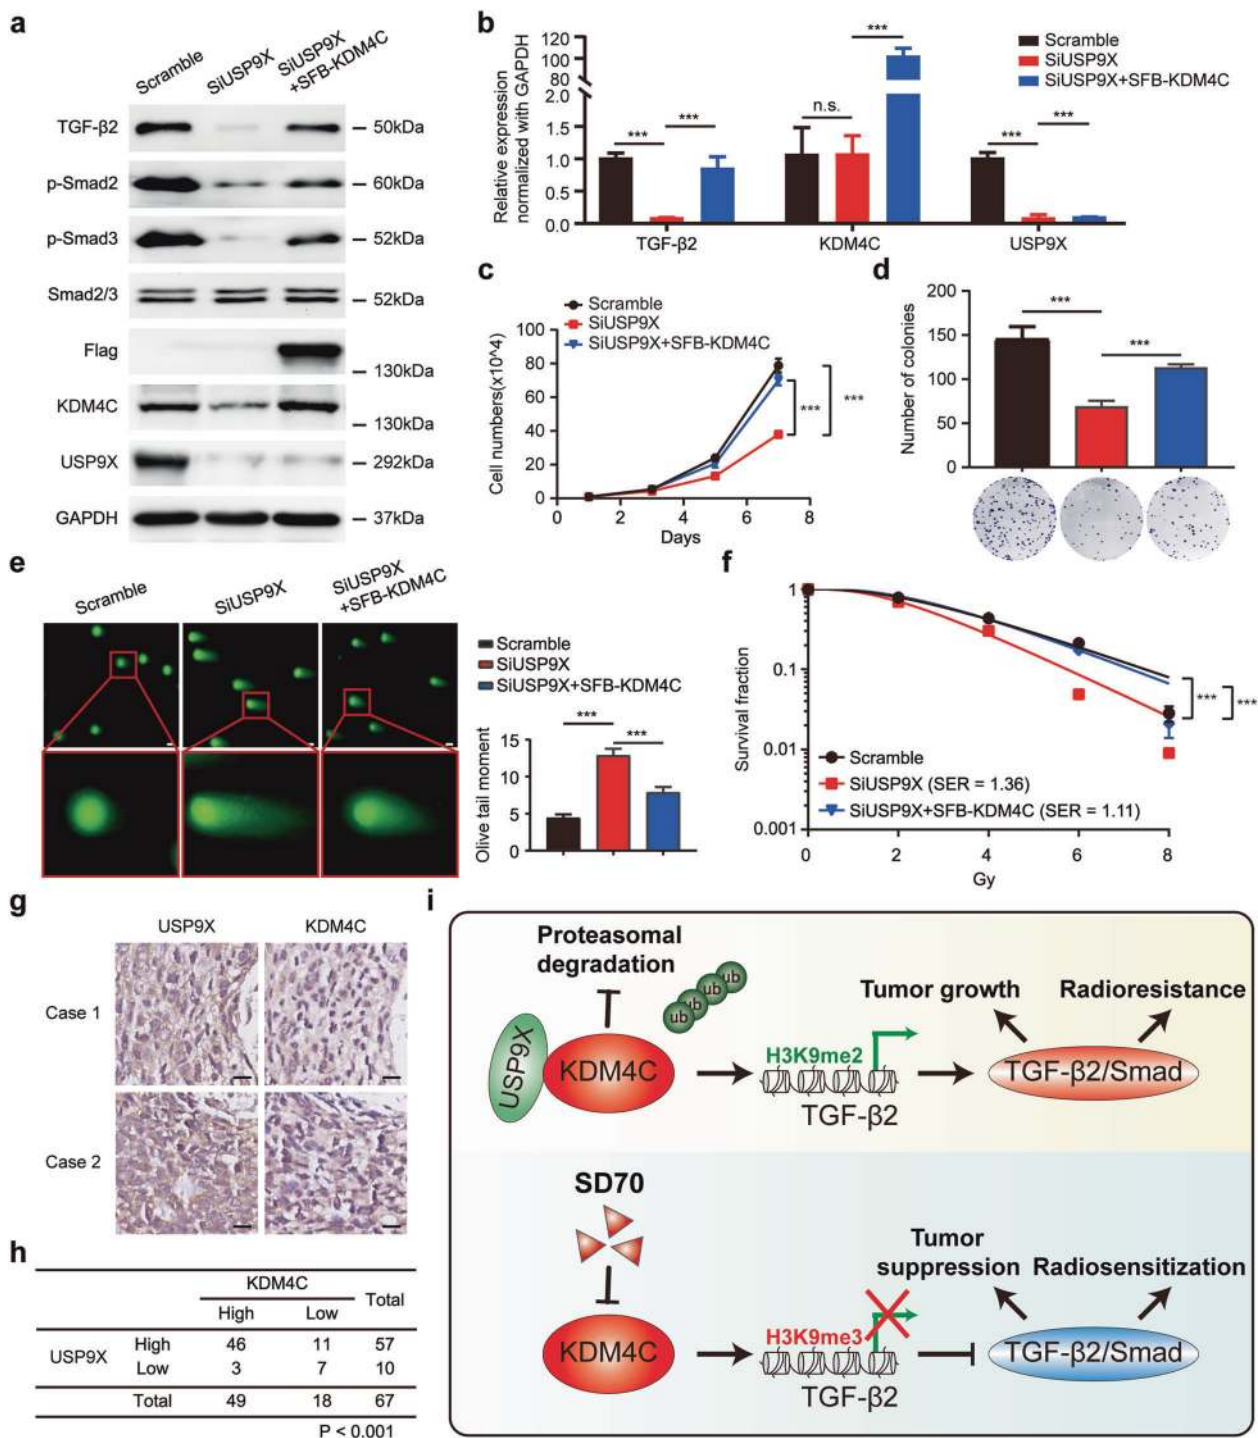 a
Scramble
SiUSP9X
SiUSP9X
+SFB-KDM4C
TGF-β2
50kDa
p-Smad2
60kDa
p-Smad3
52kDa
Smad2/3
52kDa
Flag
130kDa
KDM4C
130kDa
USP9X
292kDa
GAPDH
37kDa
b
Relative expression
normalized with GAPDH
120
100
80
60
2.0
1.5
1.0
0.5
0.0
***
***
n.s.
***
***
***
TGF-β2
KDM4C
USP9X
Scramble
SiUSP9X
SiUSP9X+SFB-KDM4C
c
Scramble
SiUSP9X
SiUSP9X+SFB-KDM4C
Cell numbers(x10^4)
100
80
60
40
20
0
0
2
4
6
8
Days
***
***
d
Number of colonies
200
150
100
50
0
***
***
e
Scramble
SiUSP9X
SiUSP9X
+SFB-KDM4C
Scramble
SiUSP9X
SiUSP9X+SFB-KDM4C
Olive tail moment
15
10
5
0
***
***
f
Survival fraction
1
0.1
0.01
0.001
0
2
4
6
8
Gy
***
***
Scramble
SiUSP9X (SER = 1.36)
SiUSP9X+SFB-KDM4C (SER = 1.11)
g
USP9X
KDM4C
Case 1
Case 2
h
KDM4C
Total
High
Low
USP9X
High
46
11
57
Low
3
7
10
Total
49
18
67
P < 0.001
i
Proteasomal
degradation
ub
ub
ub
ub
USP9X
KDM4C
H3K9me2
TGF-β2
Tumor growth
Radioresistance
TGF-β2/Smad
SD70
KDM4C
H3K9me3
TGF-β2
Tumor
suppression
Radiosensitization
TGF-β2/Smad